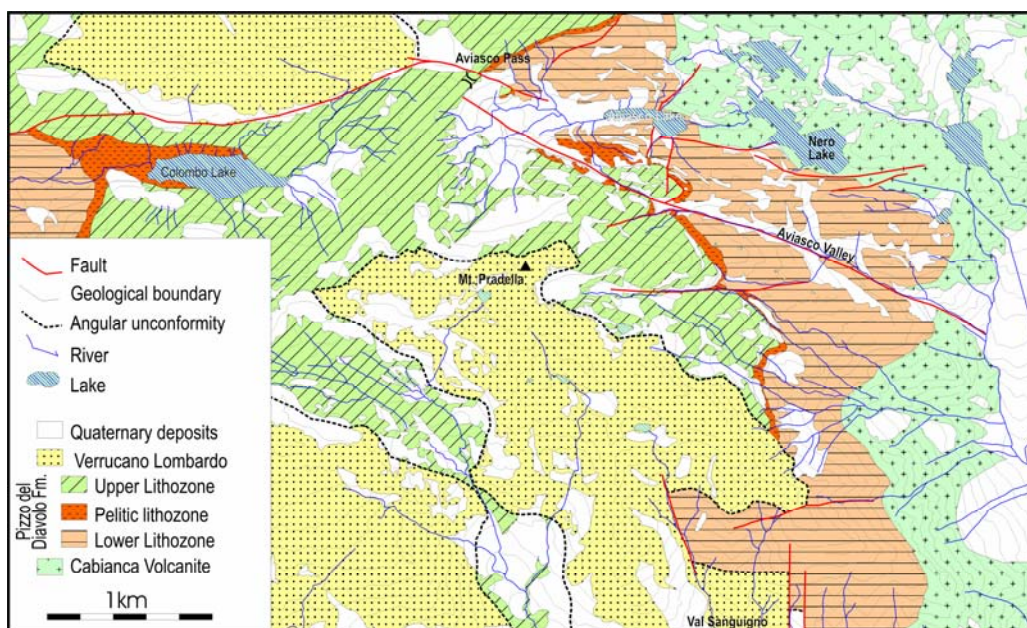 Aviasco Pass
Colombo Lake
Nero
Lake
Aviasco Valley
Mt. Pradella
Val Sanguigno
Fault
Geological boundary
Angular unconformity
River
Lake
Quaternary deposits
Verrucano Lombardo
Pizzo del
Diavolo Fm.
Upper Lithozone
Pelitic lithozone
Lower Lithozone
Cabianca Volcanite
1km